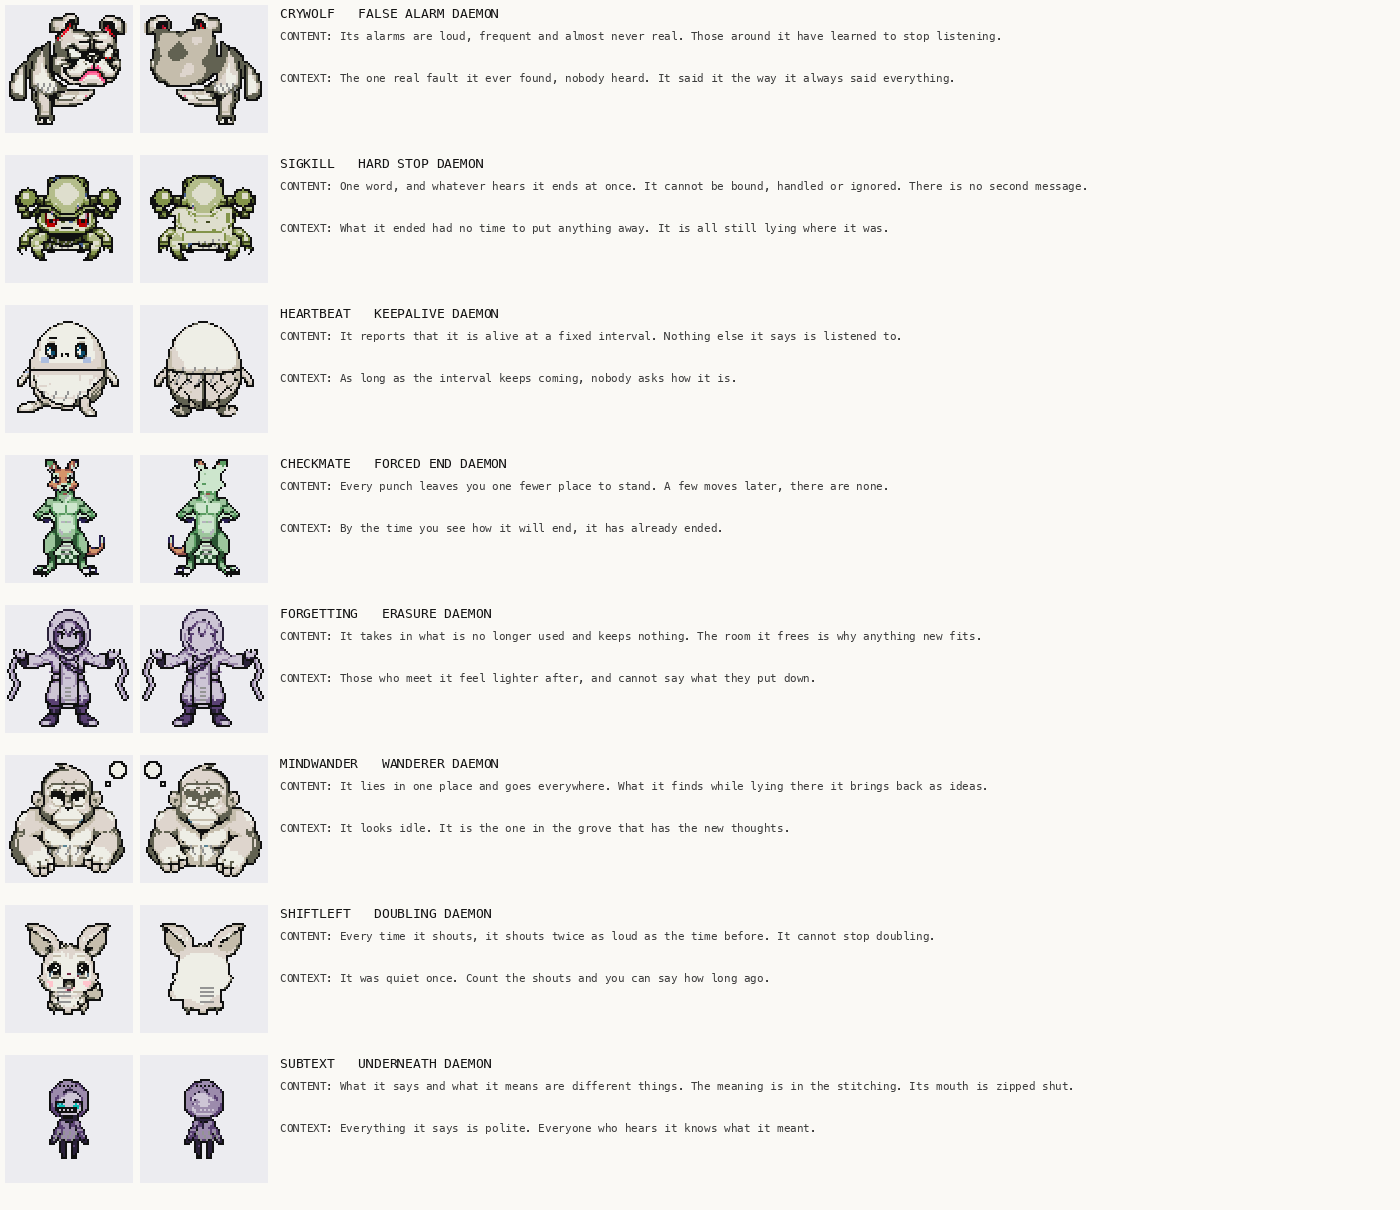 CRYWOLF   FALSE ALARM DAEMON
CONTENT: Its alarms are loud, frequent and almost never real. Those around it have learned to stop listening.
CONTEXT: The one real fault it ever found, nobody heard. It said it the way it always said everything.
SIGKILL   HARD STOP DAEMON
CONTENT: One word, and whatever hears it ends at once. It cannot be bound, handled or ignored. There is no second message.
CONTEXT: What it ended had no time to put anything away. It is all still lying where it was.
HEARTBEAT   KEEPALIVE DAEMON
CONTENT: It reports that it is alive at a fixed interval. Nothing else it says is listened to.
CONTEXT: As long as the interval keeps coming, nobody asks how it is.
CHECKMATE   FORCED END DAEMON
CONTENT: Every punch leaves you one fewer place to stand. A few moves later, there are none.
CONTEXT: By the time you see how it will end, it has already ended.
FORGETTING   ERASURE DAEMON
CONTENT: It takes in what is no longer used and keeps nothing. The room it frees is why anything new fits.
CONTEXT: Those who meet it feel lighter after, and cannot say what they put down.
MINDWANDER   WANDERER DAEMON
CONTENT: It lies in one place and goes everywhere. What it finds while lying there it brings back as ideas.
CONTEXT: It looks idle. It is the one in the grove that has the new thoughts.
SHIFTLEFT   DOUBLING DAEMON
CONTENT: Every time it shouts, it shouts twice as loud as the time before. It cannot stop doubling.
CONTEXT: It was quiet once. Count the shouts and you can say how long ago.
SUBTEXT   UNDERNEATH DAEMON
CONTENT: What it says and what it means are different things. The meaning is in the stitching. Its mouth is zipped shut.
CONTEXT: Everything it says is polite. Everyone who hears it knows what it meant.